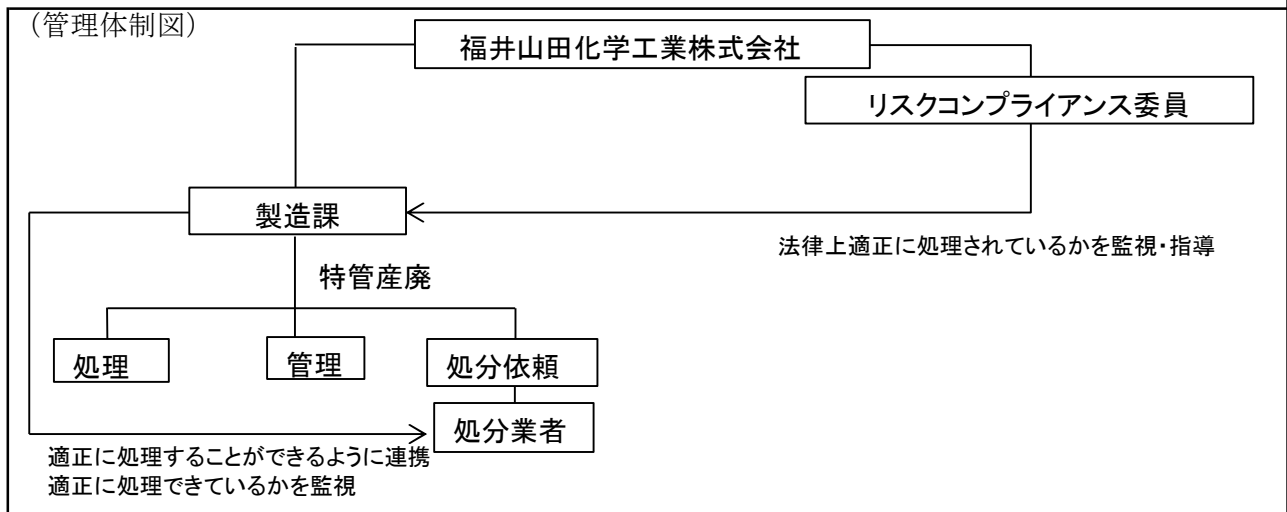 (管理体制図)
福井山田化学工業株式会社
リスクコンプライアンス委員
製造課
法律上適正に処理されているかを監視・指導
特管産廃
処理
管理
処分依頼
処分業者
適正に処理することができるように連携
適正に処理できているかを監視